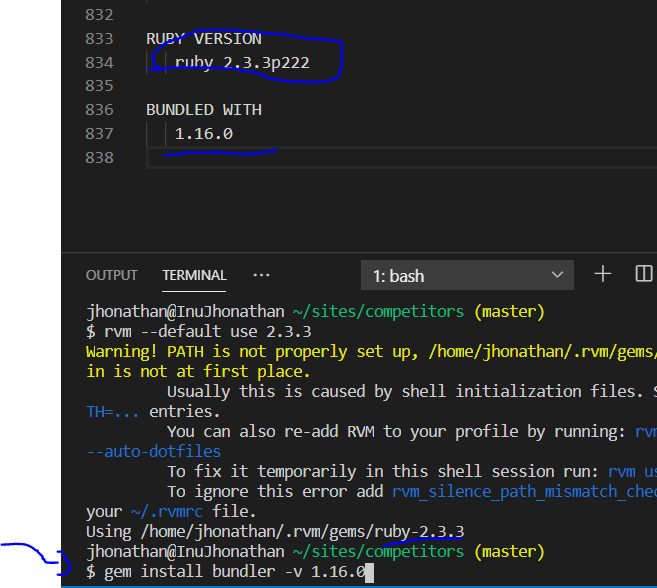 832
833 RUBY VERSION
834 ruby 2.3.3p222
835
836 BUNDLED WITH
837 1.16.0
838
OUTPUT TERMINAL ... 1: bash
jhonathan@InuJhonathan ~/sites/competitors (master)
$ rvm --default use 2.3.3
Warning! PATH is not properly set up, /home/jhonathan/.rvm/gems/
in is not at first place.
Usually this is caused by shell initialization files. S
TH=... entries.
You can also re-add RVM to your profile by running: rvm
--auto-dotfiles
To fix it temporarily in this shell session run: rvm us
To ignore this error add rvm_silence_path_mismatch_chec
your ~/.rvmrc file.
Using /home/jhonathan/.rvm/gems/ruby-2.3.3
jhonathan@InuJhonathan ~/sites/competitors (master)
$ gem install bundler -v 1.16.0